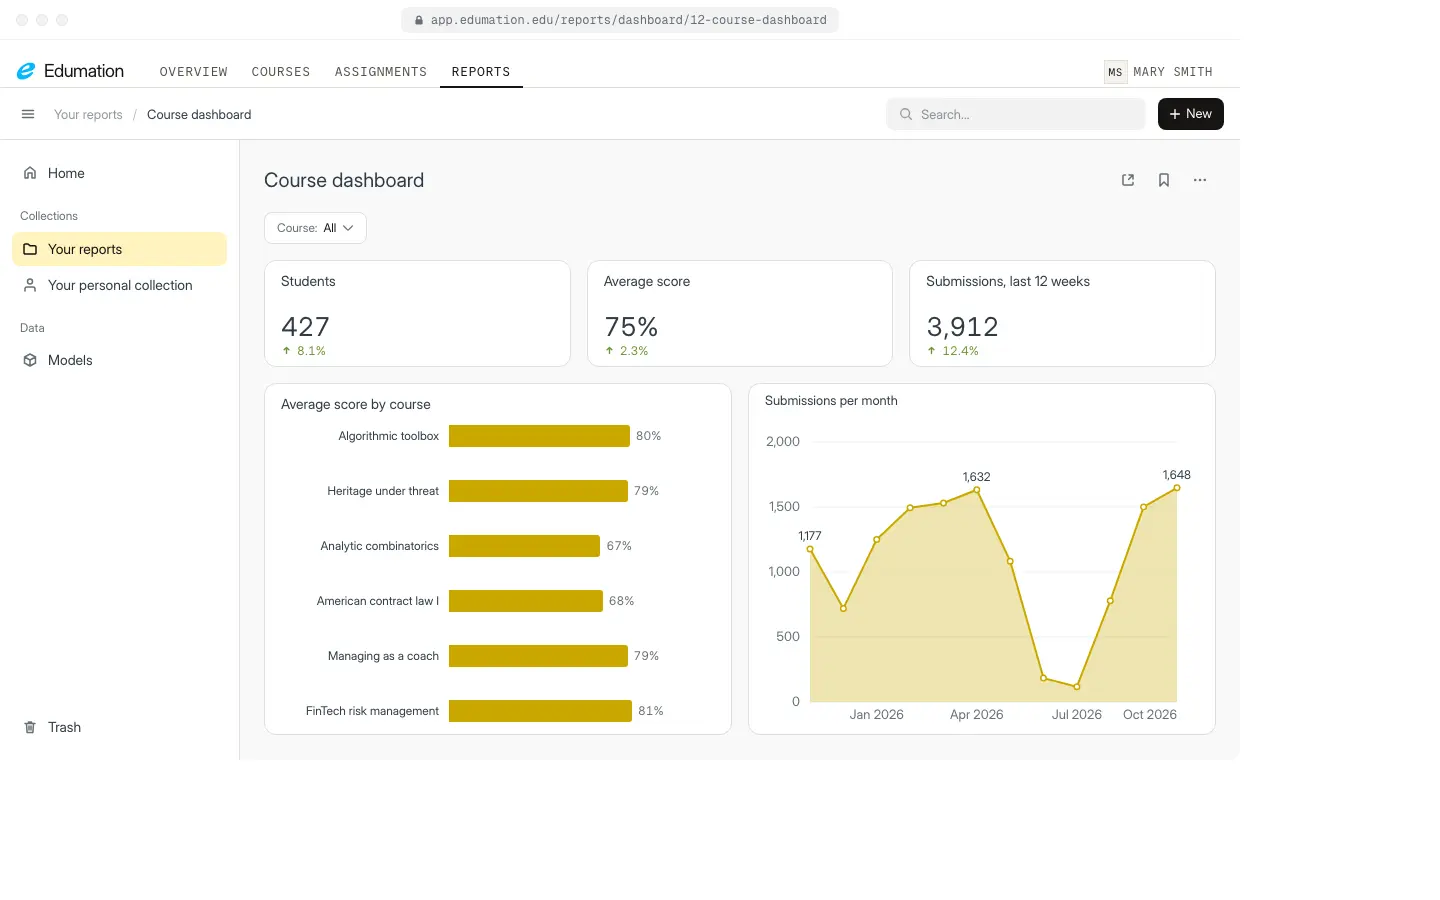 app.edumation.edu/reports/dashboard/12-course-dashboard
Edumation
OVERVIEW COURSES ASSIGNMENTS REPORTS
MS MARY SMITH
Your reports / Course dashboard
Search...
+ New
Home
Collections
Your reports
Your personal collection
Data
Models
Trash
Course dashboard
Course: All
Students
427
↑ 8.1%
Average score
75%
↑ 2.3%
Submissions, last 12 weeks
3,912
↑ 12.4%
Average score by course
Algorithmic toolbox 80%
Heritage under threat 79%
Analytic combinatorics 67%
American contract law I 68%
Managing as a coach 79%
FinTech risk management 81%
Submissions per month
2,000
1,500
1,000
500
0
1,177
1,632
1,648
Jan 2026 Apr 2026 Jul 2026 Oct 2026